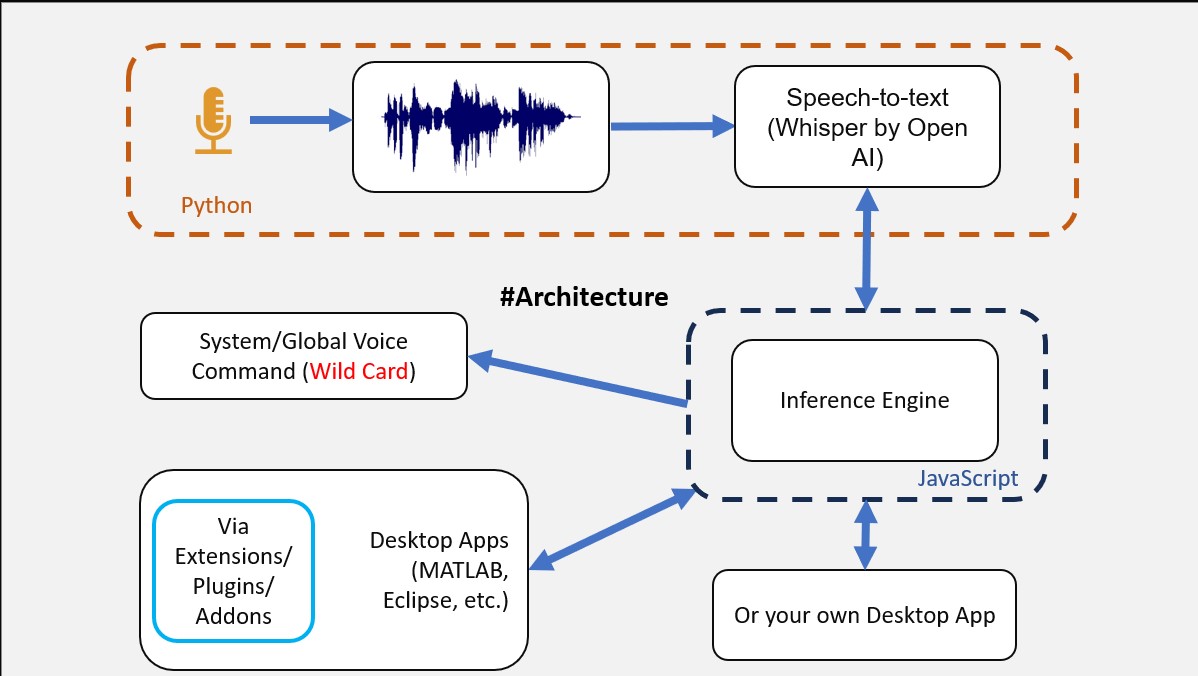 Speech-to-text
(Whisper by Open
AI)
Python
#Architecture
System/Global Voice
Command (Wild Card)
Inference Engine
JavaScript
Via
Extensions/
Plugins/
Addons
Desktop Apps
(MATLAB,
Eclipse, etc.)
Or your own Desktop App